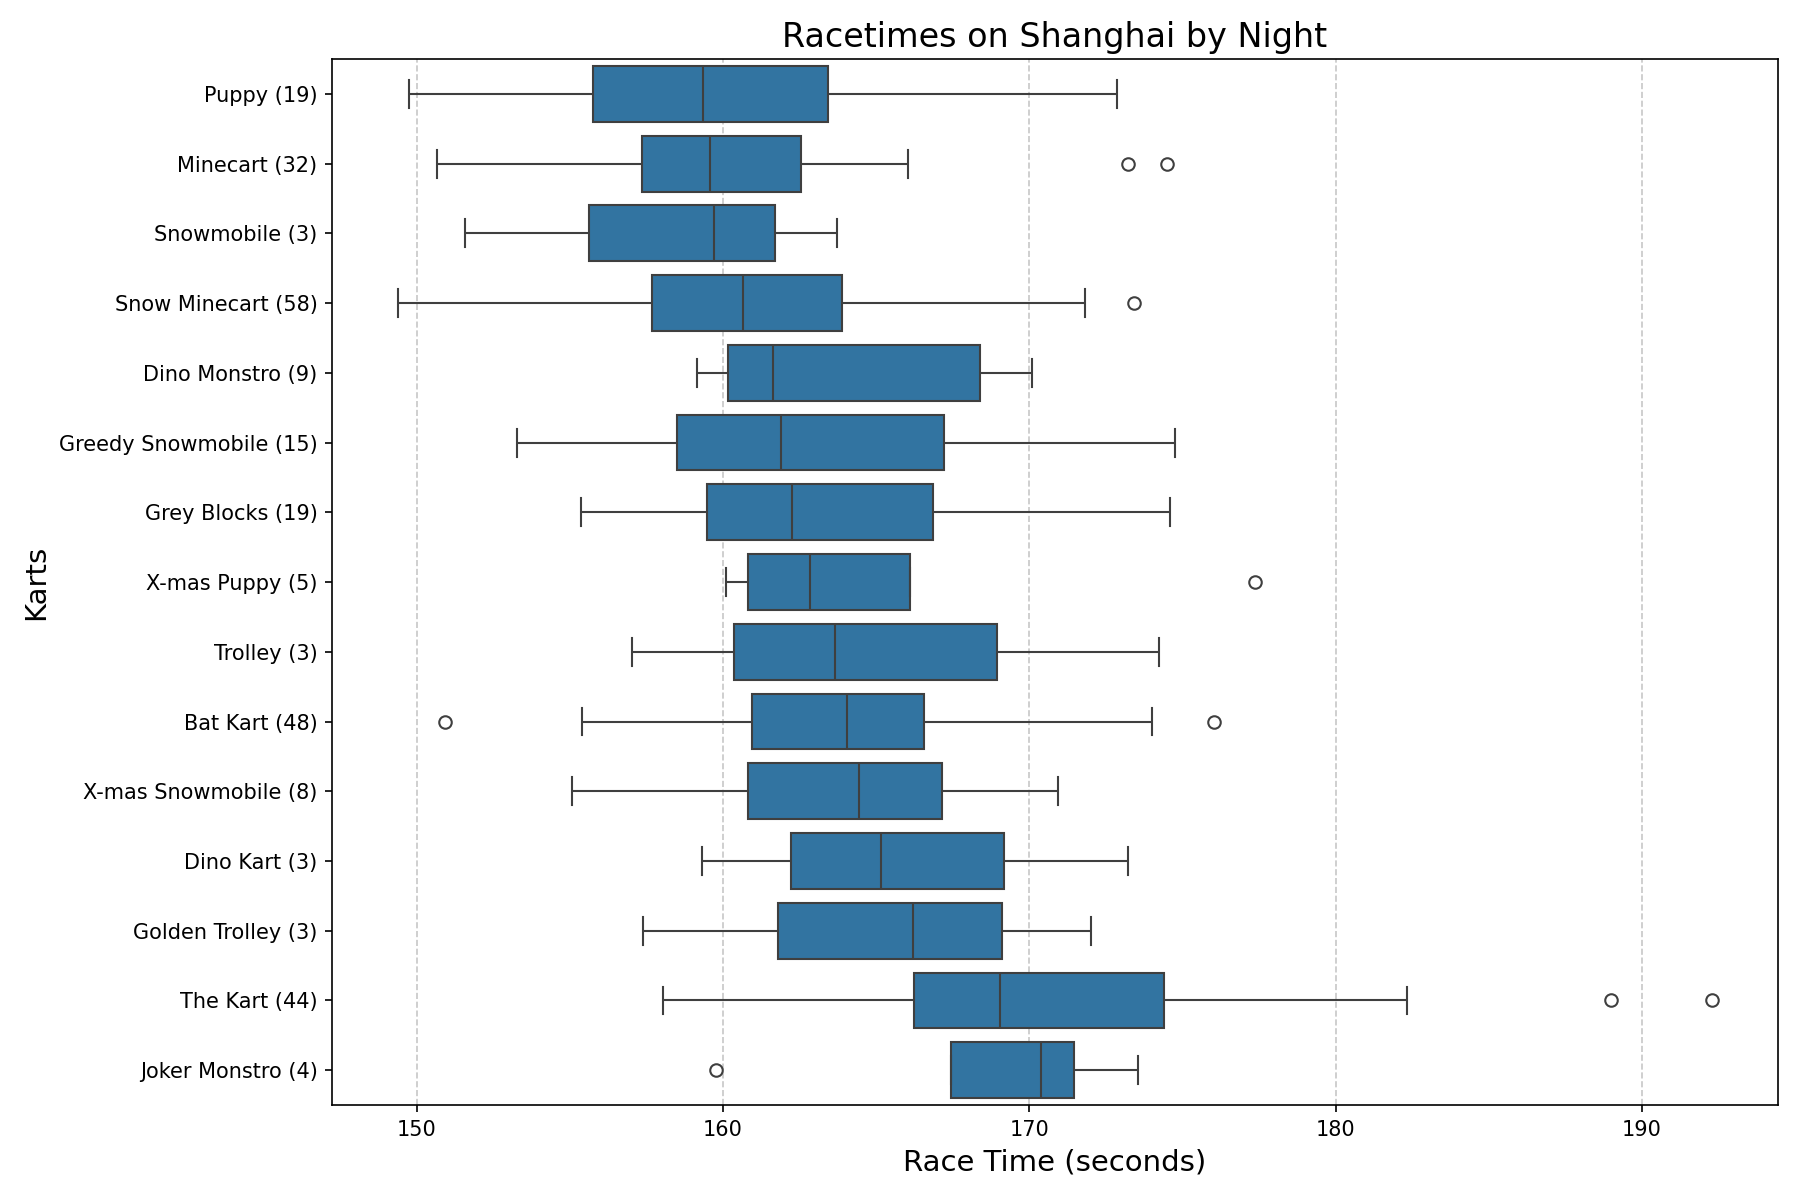 Racetimes on Shanghai by Night
Karts
Puppy (19)
Minecart (32)
Snowmobile (3)
Snow Minecart (58)
Dino Monstro (9)
Greedy Snowmobile (15)
Grey Blocks (19)
X-mas Puppy (5)
Trolley (3)
Bat Kart (48)
X-mas Snowmobile (8)
Dino Kart (3)
Golden Trolley (3)
The Kart (44)
Joker Monstro (4)
150 160 170 180 190
Race Time (seconds)